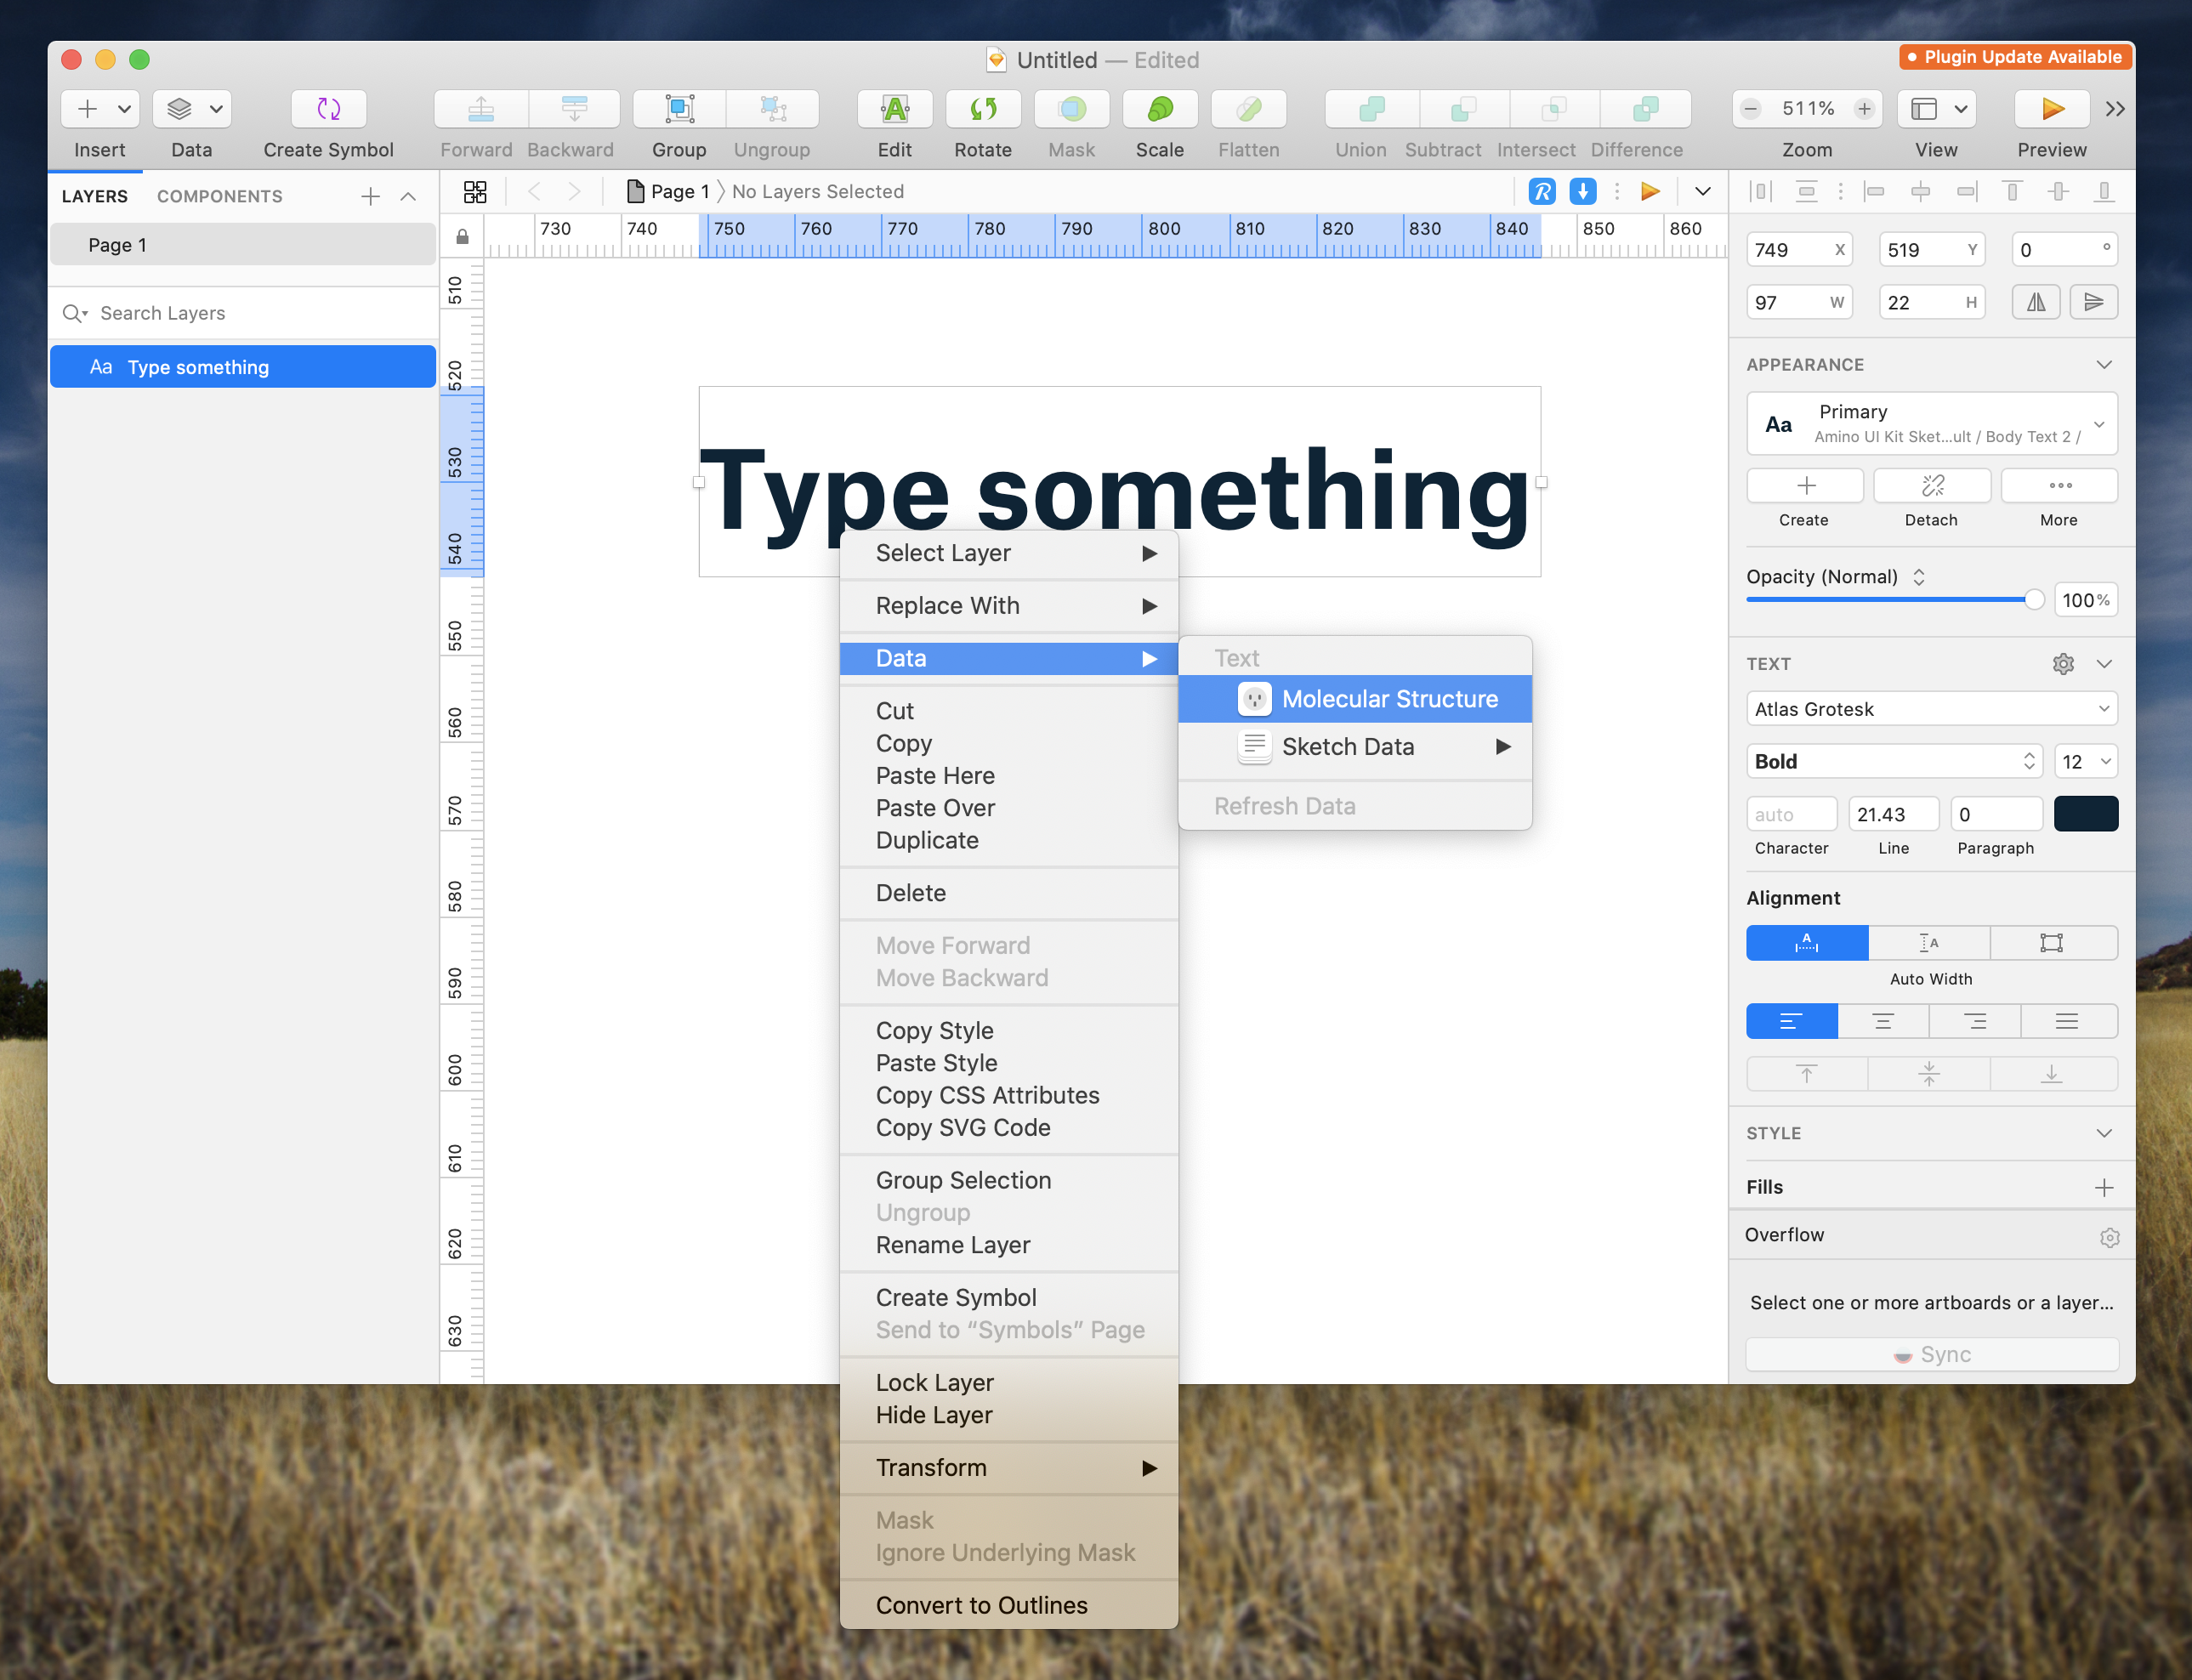 Untitled — Edited
Plugin Update Available
511%
Insert
Data
Create Symbol
Forward
Backward
Group
Ungroup
Edit
Rotate
Mask
Scale
Flatten
Union
Subtract
Intersect
Difference
Zoom
View
Preview
LAYERS
COMPONENTS
Page 1
No Layers Selected
Page 1
Search Layers
Aa Type something
730 740 750 760 770 780 790 800 810 820 830 840 850 860
510
520
530
540
550
560
570
580
590
600
610
620
630
Type something
Select Layer
Replace With
Data
Cut
Copy
Paste Here
Paste Over
Duplicate
Delete
Move Forward
Move Backward
Copy Style
Paste Style
Copy CSS Attributes
Copy SVG Code
Group Selection
Ungroup
Rename Layer
Create Symbol
Send to “Symbols” Page
Lock Layer
Hide Layer
Transform
Mask
Ignore Underlying Mask
Convert to Outlines
Text
Molecular Structure
Sketch Data
Refresh Data
749 X
519 Y
0 °
97 W
22 H
APPEARANCE
Aa
Primary
Amino UI Kit Sket...ult / Body Text 2 /
Create
Detach
More
Opacity (Normal)
100%
TEXT
Atlas Grotesk
Bold
12
auto
21.43
0
Character
Line
Paragraph
Alignment
A
A
Auto Width
STYLE
Fills
Overflow
Select one or more artboards or a layer...
Sync